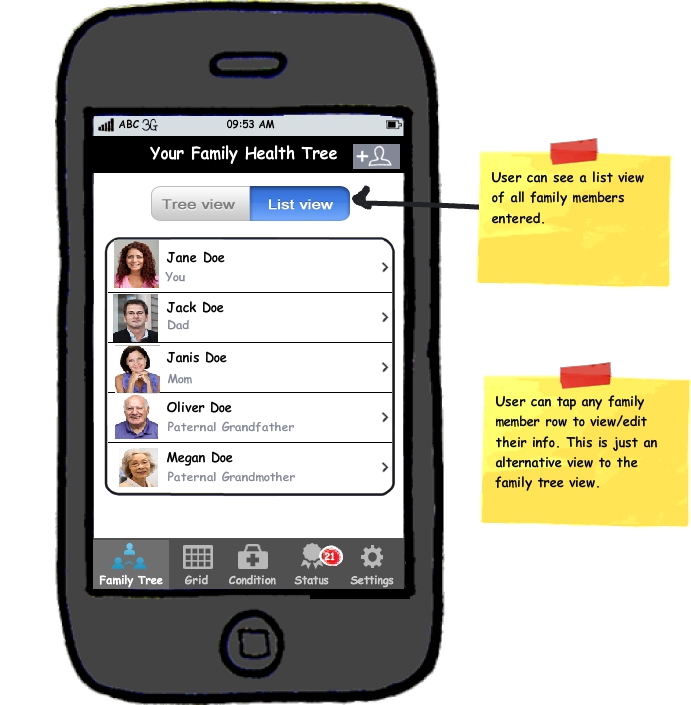 ABC 3G 09:53 AM
Your Family Health Tree
+
Tree view List view
Jane Doe
You
Jack Doe
Dad
Janis Doe
Mom
Oliver Doe
Paternal Grandfather
Megan Doe
Paternal Grandmother
21
Family Tree Grid Condition Status Settings
User can see a list view
of all family members
entered.
User can tap any family
member row to view/edit
their info. This is just an
alternative view to the
family tree view.